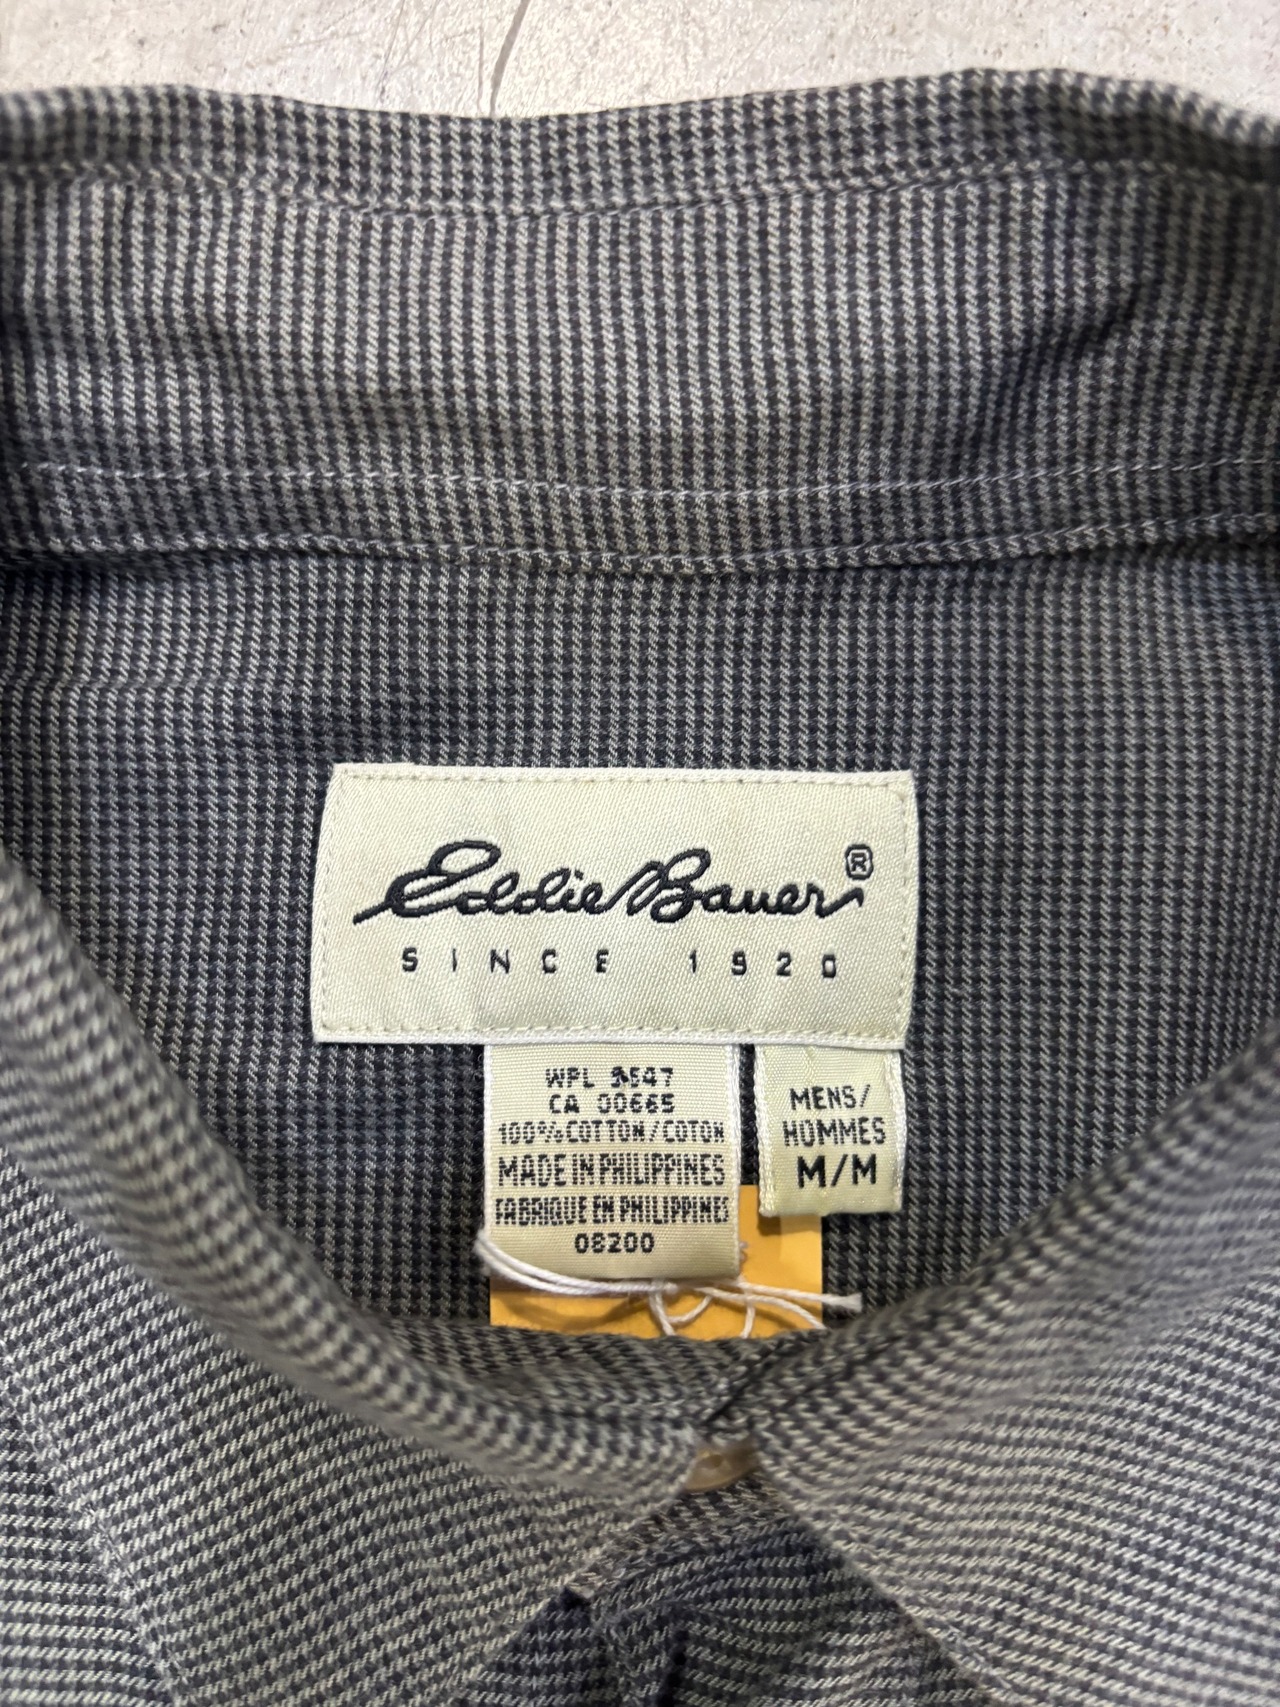 Eddie Bauer®
SINCE 1920
WPL 9547
CA 00665
100% COTTON/COTON
MADE IN PHILIPPINES
FABRIQUE EN PHILIPPINES
08200
MENS/
HOMMES
M/M